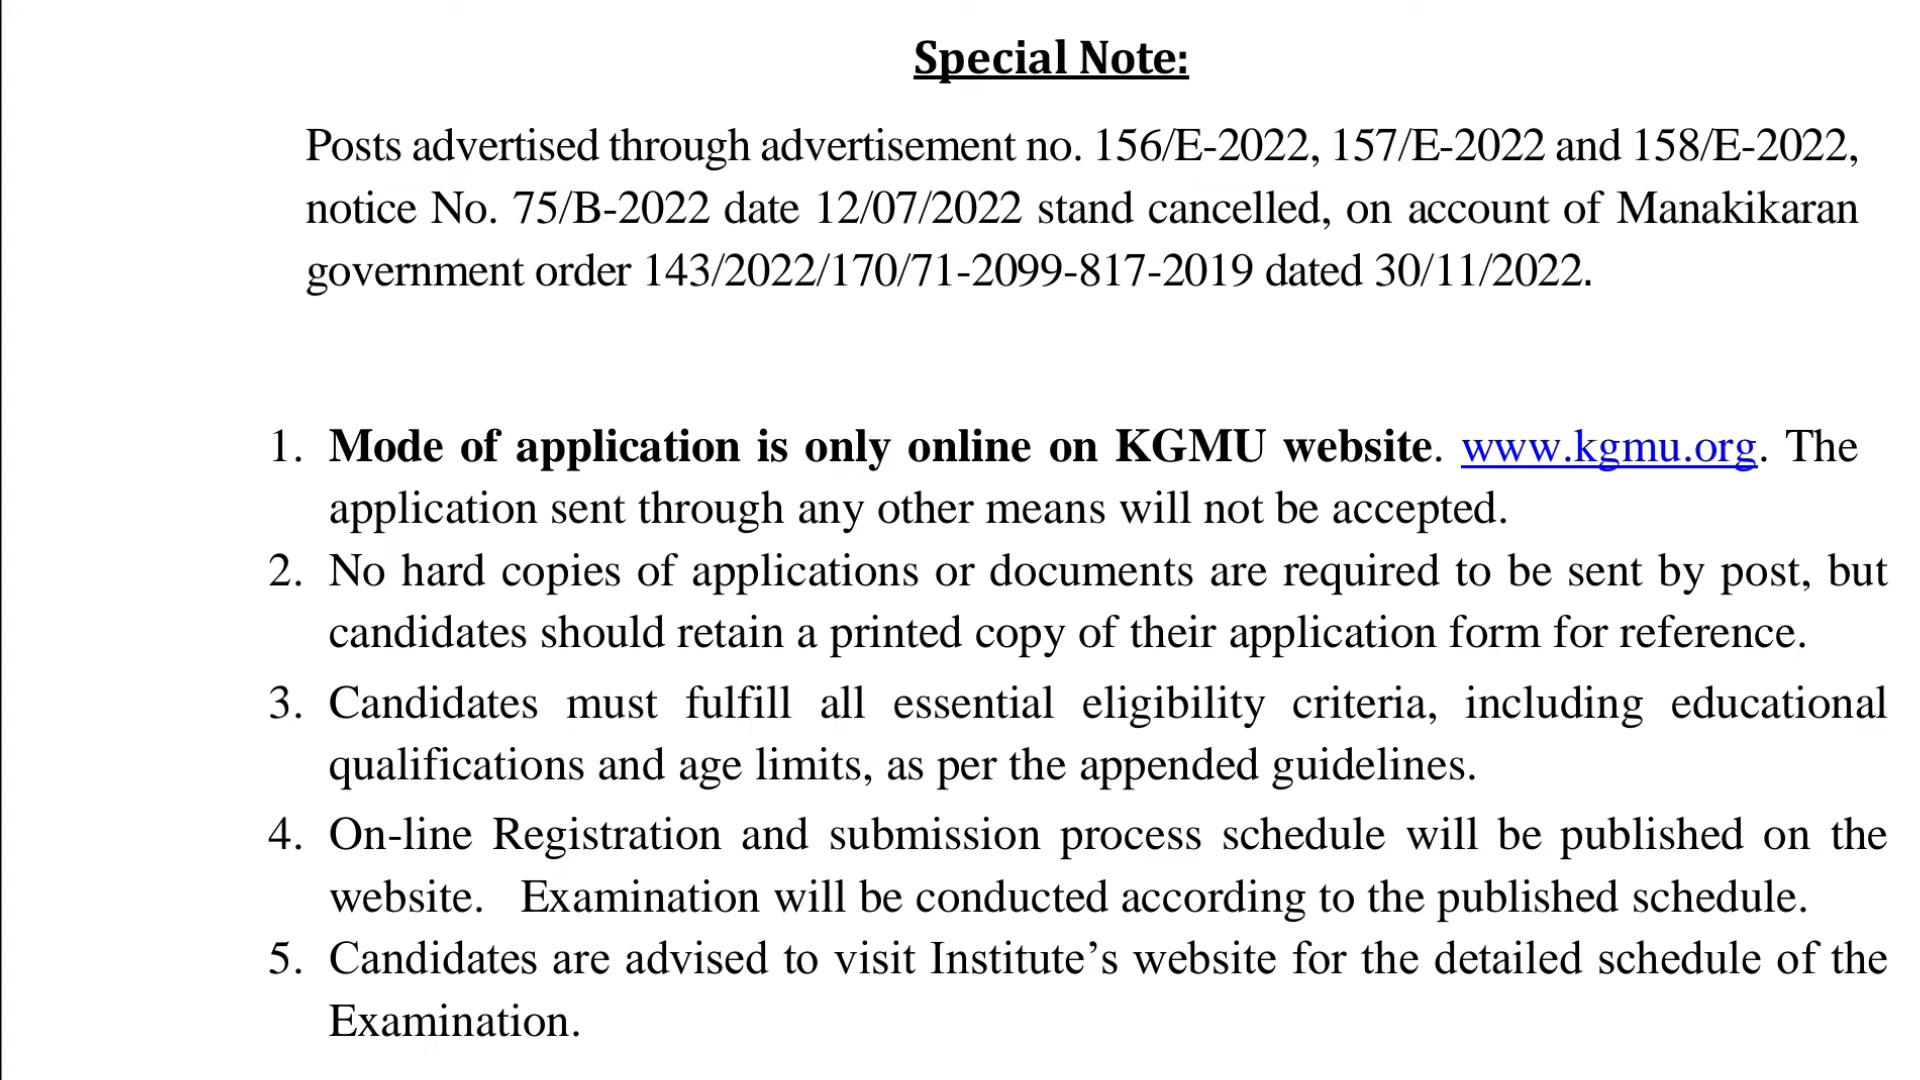 Special Note:
Posts advertised through advertisement no. 156/E-2022, 157/E-2022 and 158/E-2022,
notice No. 75/B-2022 date 12/07/2022 stand cancelled, on account of Manakikaran
government order 143/2022/170/71-2099-817-2019 dated 30/11/2022.
1. Mode of application is only online on KGMU website. www.kgmu.org. The
application sent through any other means will not be accepted.
2. No hard copies of applications or documents are required to be sent by post, but
candidates should retain a printed copy of their application form for reference.
3. Candidates must fulfill all essential eligibility criteria, including educational
qualifications and age limits, as per the appended guidelines.
4. On-line Registration and submission process schedule will be published on the
website. Examination will be conducted according to the published schedule.
5. Candidates are advised to visit Institute’s website for the detailed schedule of the
Examination.